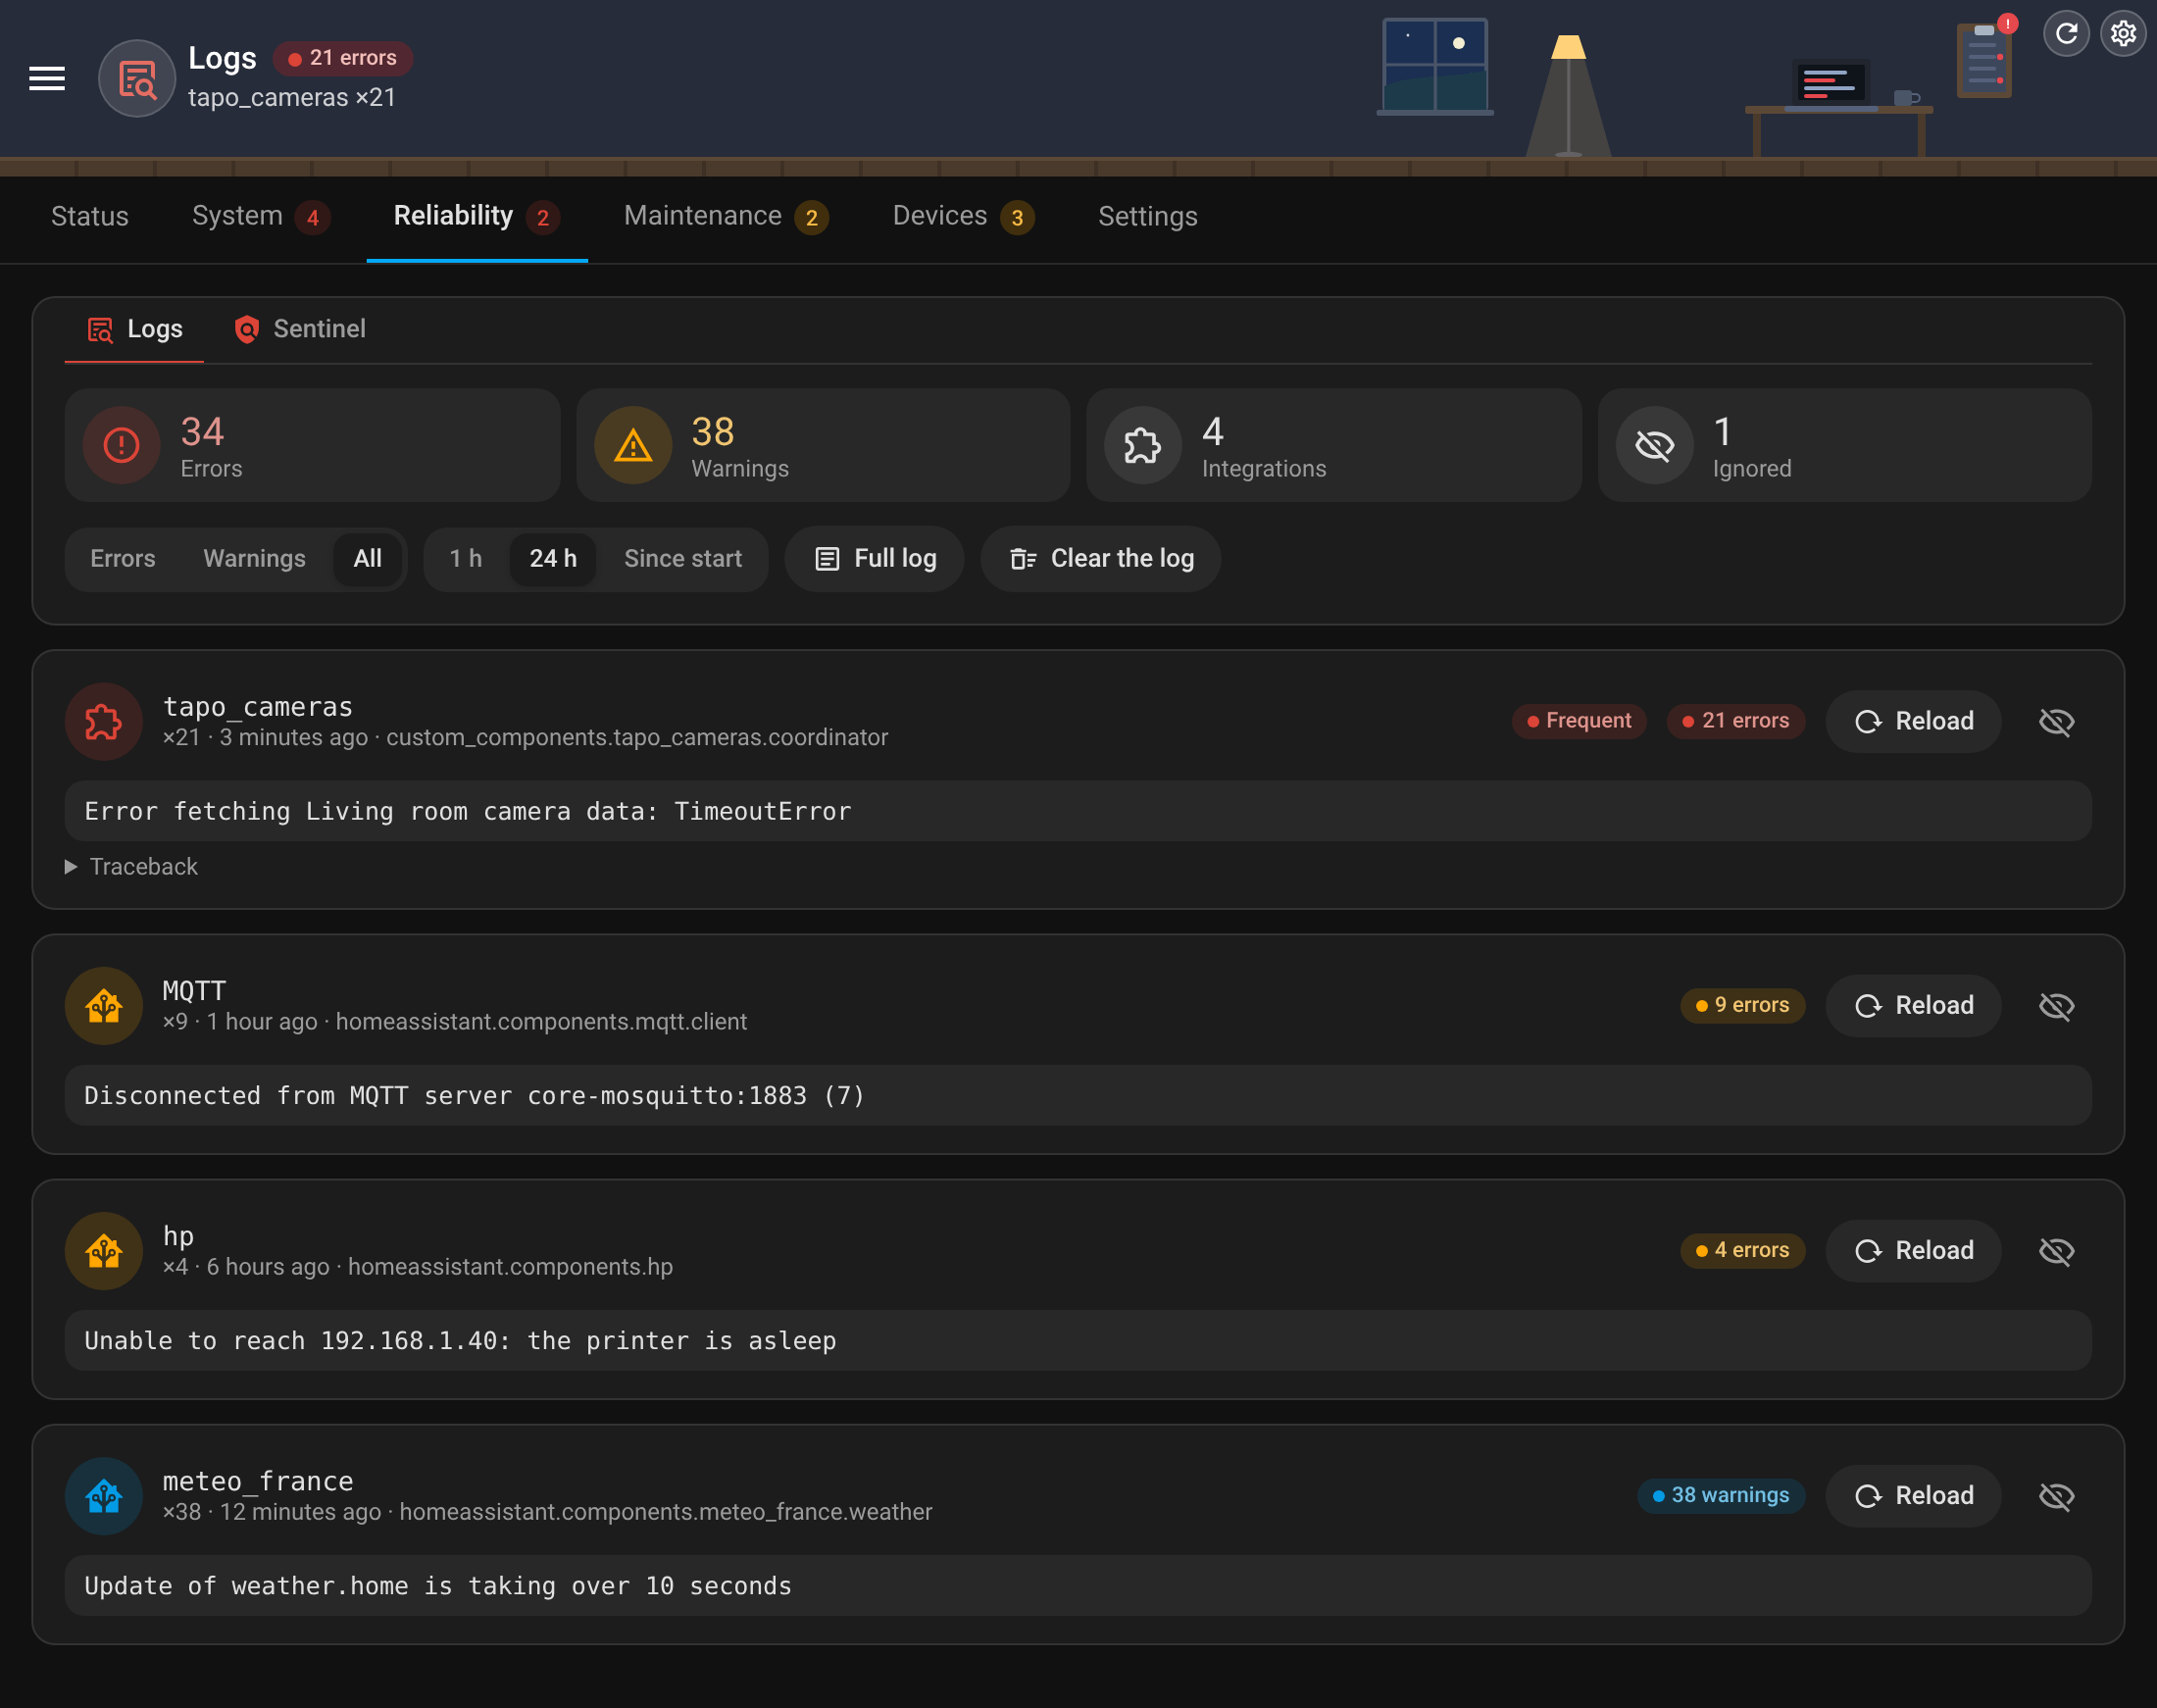 Logs 21 errors
tapo_cameras ×21
!
Status System 4 Reliability 2 Maintenance 2 Devices 3 Settings
Logs Sentinel
34 38 4 1
Errors Warnings Integrations Ignored
Errors Warnings All 1 h 24 h Since start Full log Clear the log
tapo_cameras
×21 · 3 minutes ago · custom_components.tapo_cameras.coordinator
Frequent 21 errors Reload
Error fetching Living room camera data: TimeoutError
Traceback
MQTT
×9 · 1 hour ago · homeassistant.components.mqtt.client
9 errors Reload
Disconnected from MQTT server core-mosquitto:1883 (7)
hp
×4 · 6 hours ago · homeassistant.components.hp
4 errors Reload
Unable to reach 192.168.1.40: the printer is asleep
meteo_france
×38 · 12 minutes ago · homeassistant.components.meteo_france.weather
38 warnings Reload
Update of weather.home is taking over 10 seconds